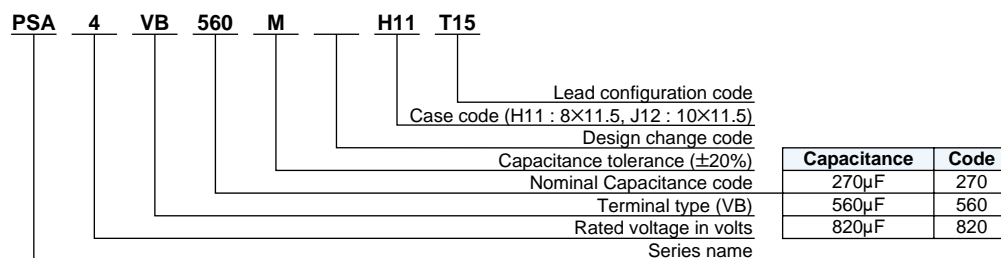 PSA 4 VB 560 M H11 T15
Lead configuration code
Case code (H11 : 8×11.5, J12 : 10×11.5)
Design change code
Capacitance tolerance (±20%)
Nominal Capacitance code
Terminal type (VB)
Rated voltage in volts
Series name
Capacitance Code
270µF 270
560µF 560
820µF 820